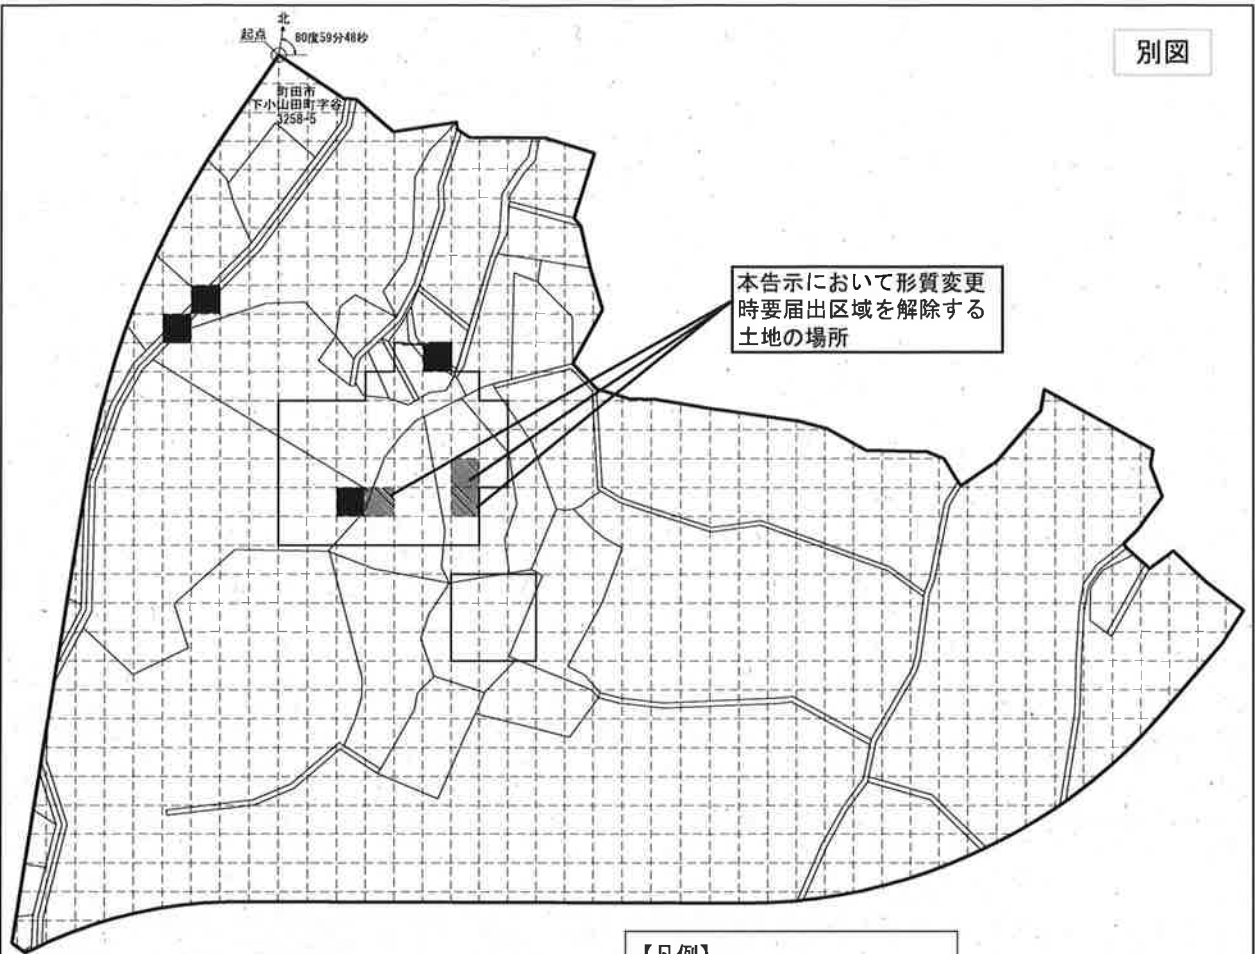 別図
北
起点
80度59分48秒
町田市
下小山田町字谷
3258-5
本告示において形質変更
時要届出区域を解除する
土地の場所
【凡例】